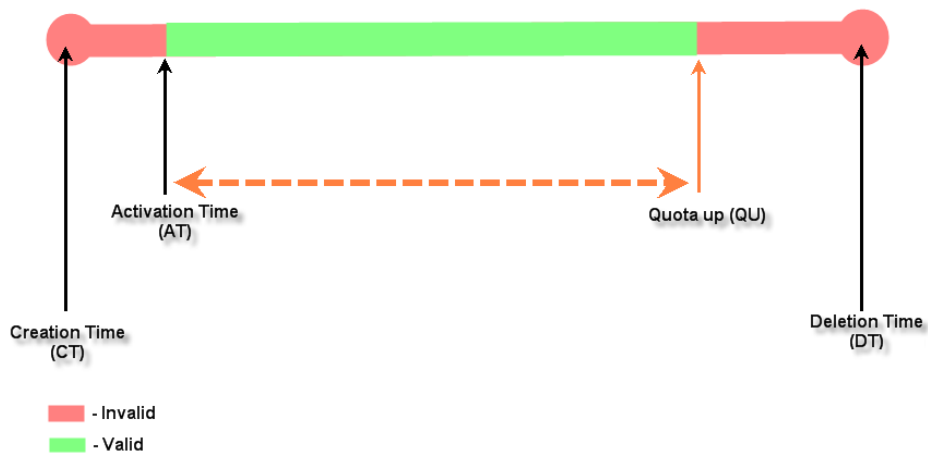 Activation Time
(AT)
Quota up (QU)
Creation Time
(CT)
Deletion Time
(DT)
- Invalid
- Valid